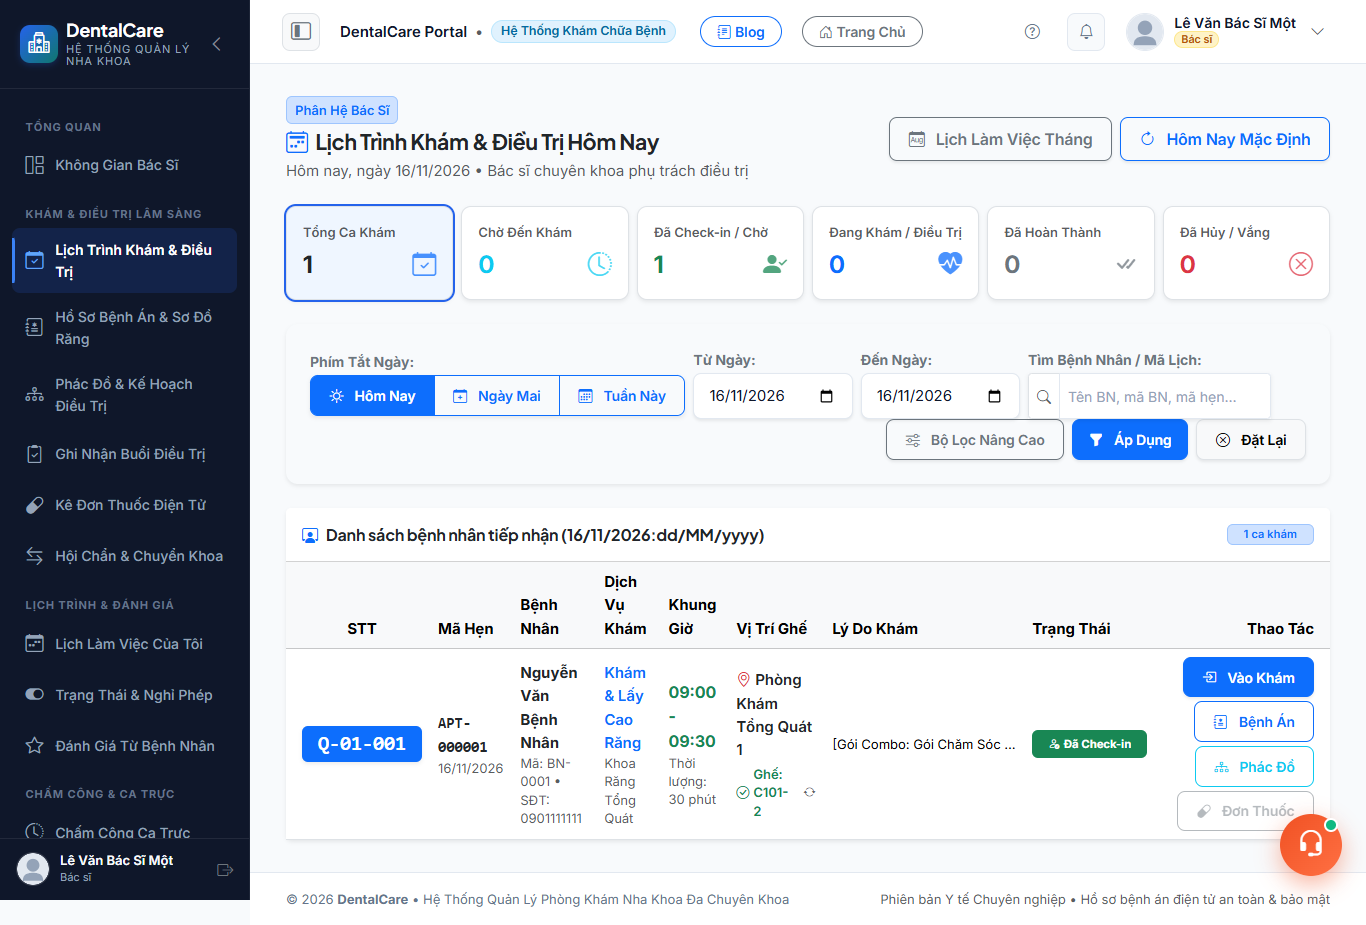 DentalCare
HỆ THỐNG QUẢN LÝ
NHA KHOA
TỔNG QUAN
Không Gian Bác Sĩ
KHÁM & ĐIỀU TRỊ LÂM SÀNG
Lịch Trình Khám & Điều
Trị
Hồ Sơ Bệnh Án & Sơ Đồ
Răng
Phác Đồ & Kế Hoạch
Điều Trị
Ghi Nhận Buổi Điều Trị
Kê Đơn Thuốc Điện Tử
Hội Chẩn & Chuyển Khoa
LỊCH TRÌNH & ĐÁNH GIÁ
Lịch Làm Việc Của Tôi
Trạng Thái & Nghỉ Phép
Đánh Giá Từ Bệnh Nhân
CHẤM CÔNG & CA TRỰC
Chấm Công Ca Trực
Lê Văn Bác Sĩ Một
Bác sĩ
DentalCare Portal • Hệ Thống Khám Chữa Bệnh
Blog
Trang Chủ
Lê Văn Bác Sĩ Một
Bác sĩ
Phân Hệ Bác Sĩ
Lịch Trình Khám & Điều Trị Hôm Nay
Hôm nay, ngày 16/11/2026 • Bác sĩ chuyên khoa phụ trách điều trị
Aug Lịch Làm Việc Tháng
Hôm Nay Mặc Định
Tổng Ca Khám
1
Chờ Đến Khám
0
Đã Check-in / Chờ
1
Đang Khám / Điều Trị
0
Đã Hoàn Thành
0
Đã Hủy / Vắng
0
Phím Tắt Ngày:
Hôm Nay
Ngày Mai
Tuần Này
Từ Ngày:
16/11/2026
Đến Ngày:
16/11/2026
Tìm Bệnh Nhân / Mã Lịch:
Tên BN, mã BN, mã hẹn...
Bộ Lọc Nâng Cao
Áp Dụng
Đặt Lại
Danh sách bệnh nhân tiếp nhận (16/11/2026:dd/MM/yyyy)
1 ca khám
STT
Mã Hẹn
Bệnh
Nhân
Dịch
Vụ
Khám
Khung
Giờ
Vị Trí Ghế
Lý Do Khám
Trạng Thái
Thao Tác
Q-01-001
APT-
000001
16/11/2026
Nguyễn
Văn
Bệnh
Nhân
Mã: BN-
0001 •
SĐT:
0901111111
Khám
& Lấy
Cao
Răng
Khoa
Răng
Tổng
Quát
09:00
-
09:30
Thời
lượng:
30 phút
Phòng
Khám
Tổng Quát
1
Ghế:
C101-
2
[Gói Combo: Gói Chăm Sóc ...
Đã Check-in
Vào Khám
Bệnh Án
Phác Đồ
Đơn Thuốc
© 2026 DentalCare • Hệ Thống Quản Lý Phòng Khám Nha Khoa Đa Chuyên Khoa
Phiên bản Y tế Chuyên nghiệp • Hồ sơ bệnh án điện tử an toàn & bảo mật